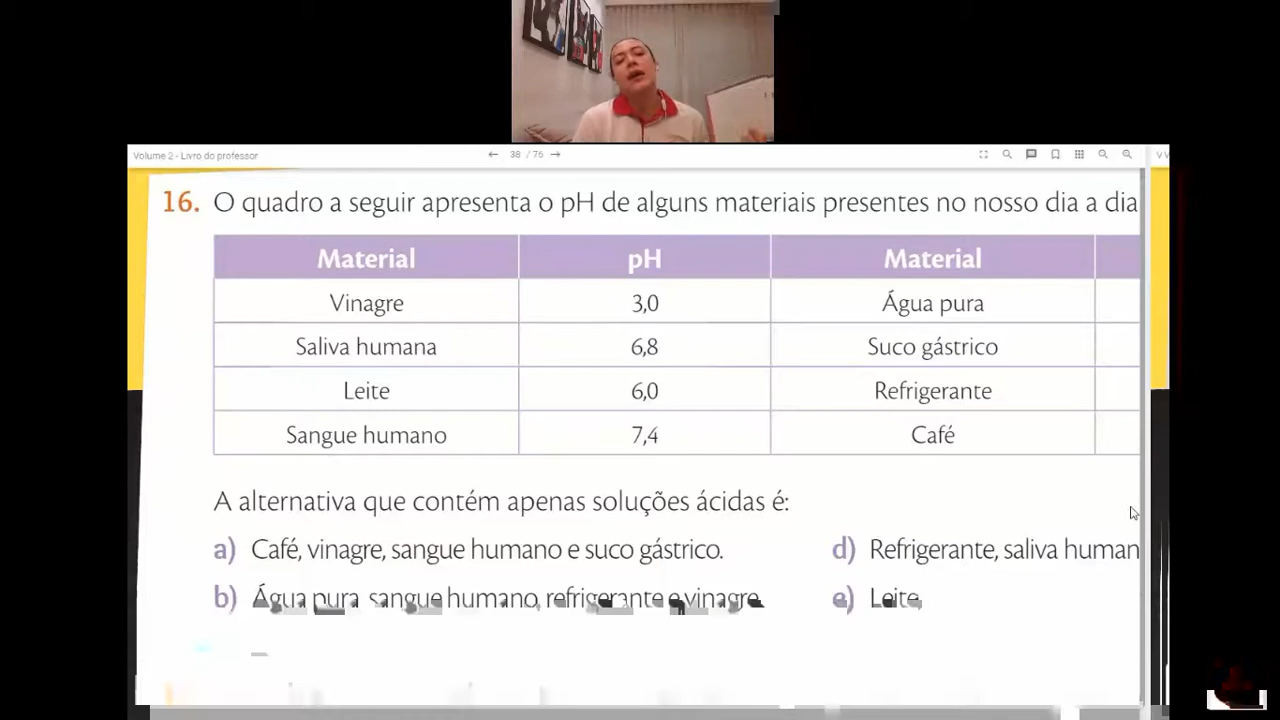 Volume 2 - Livro do professor
38 / 76
16. O quadro a seguir apresenta o pH de alguns materiais presentes no nosso dia a dia
Material pH Material
Vinagre 3,0 Água pura
Saliva humana 6,8 Suco gástrico
Leite 6,0 Refrigerante
Sangue humano 7,4 Café
A alternativa que contém apenas soluções ácidas é:
a) Café, vinagre, sangue humano e suco gástrico.
d) Refrigerante, saliva human
b) Água pura, sangue humano, refrigerante e vinagre.
e) Leite